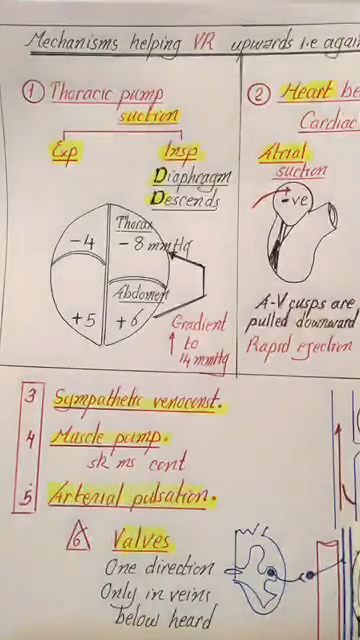 Mechanisms helping VR upwards i.e agai
① Thoracic pump
suction
Exp
Insp
Diaphragm
Descends
-4
Thorax
-8 mmHg
Abdomen
+5
+6
Gradient
↑ to
14 mmHg
② Heart be
Cardiac
Atrial
suction
-ve
A-V cusps are
pulled downward
Rapid ejection
3 Sympathetic venoconst.
4 Muscle pump.
sk ms cont
5 Arterial pulsation.
6 Valves
One direction
Only in veins
below heard